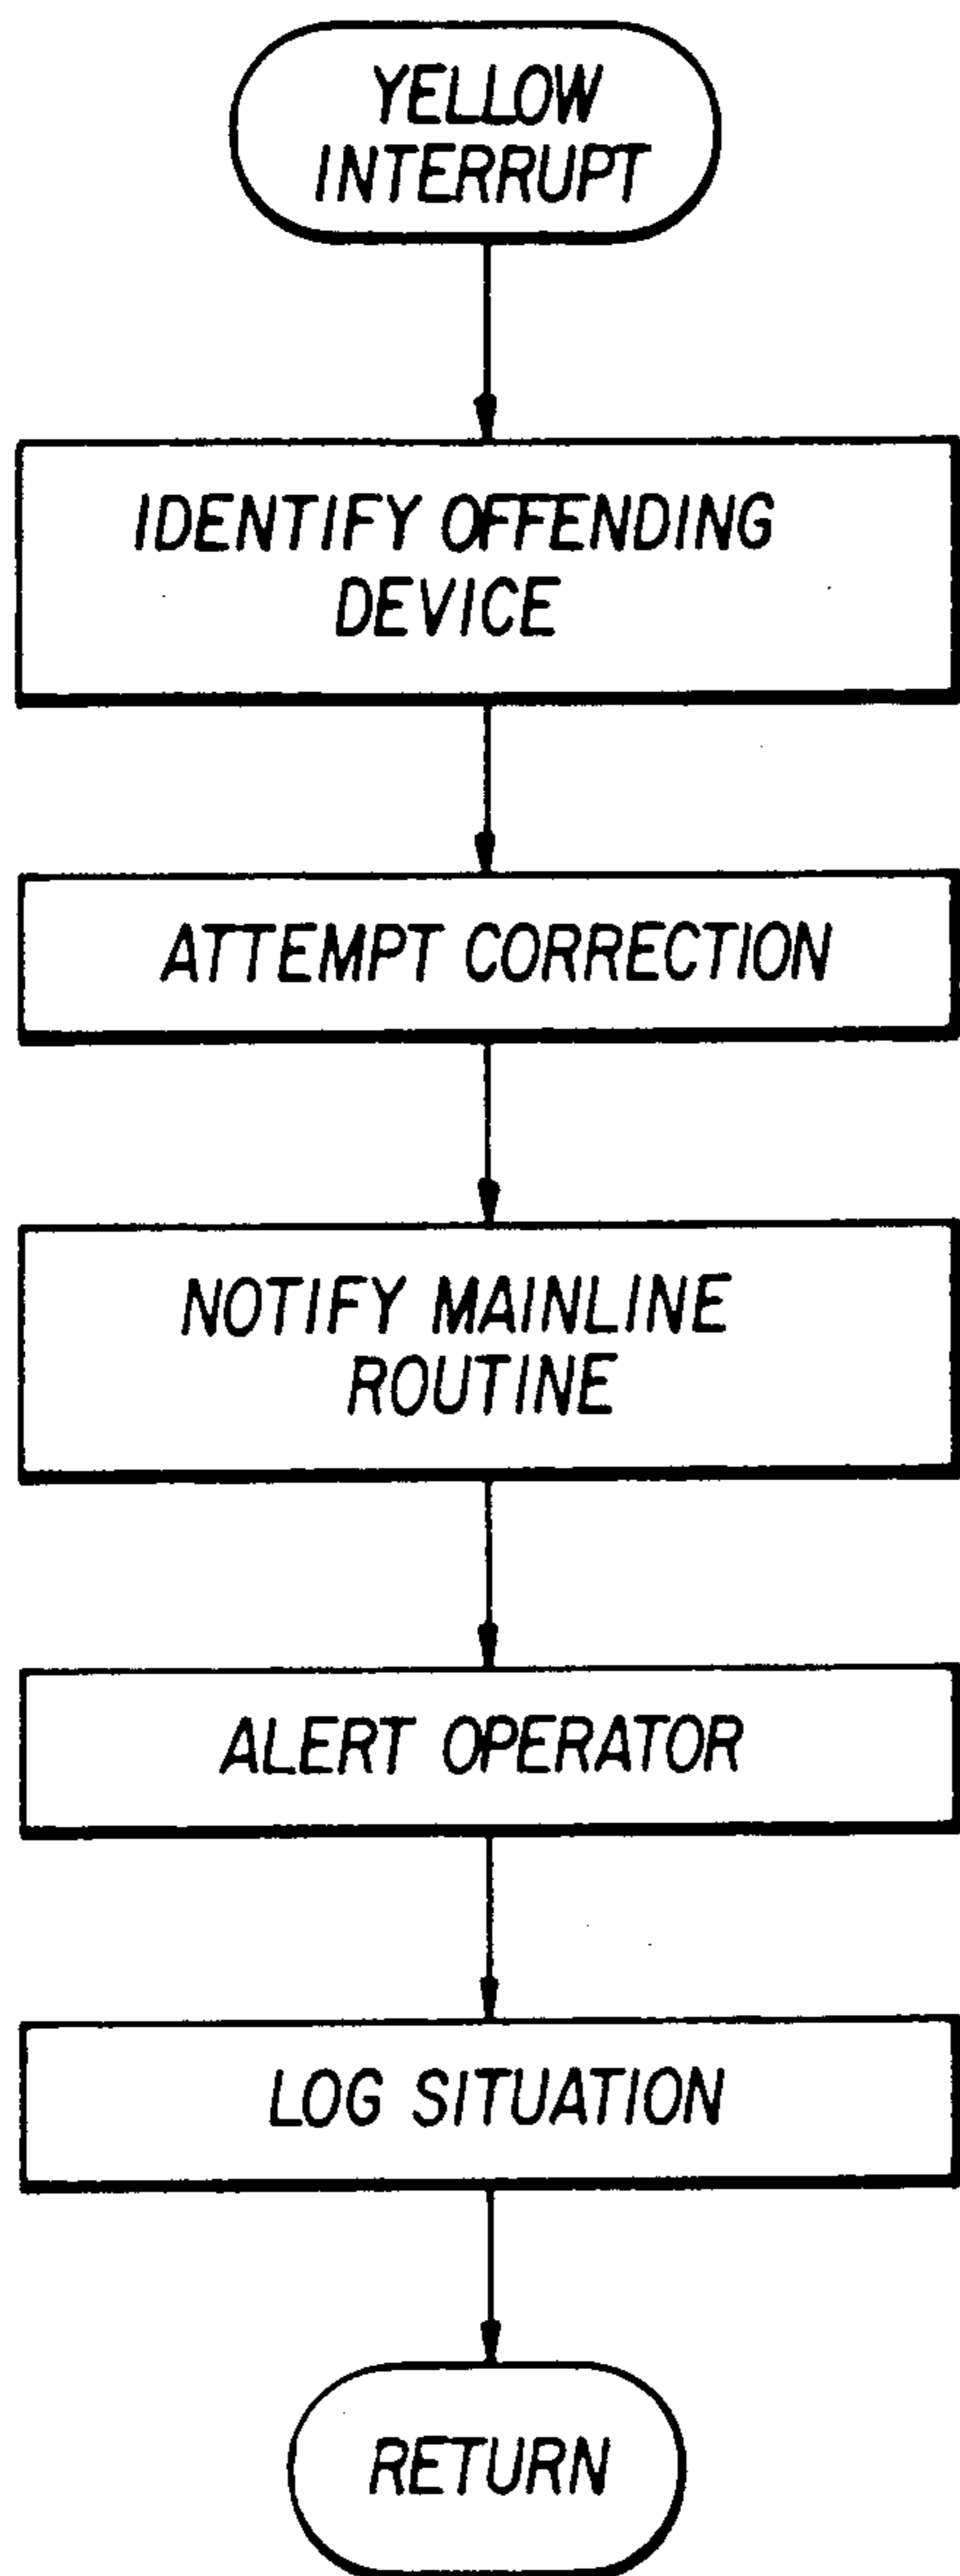 YELLOW
INTERRUPT
IDENTIFY OFFENDING
DEVICE
ATTEMPT CORRECTION
NOTIFY MAINLINE
ROUTINE
ALERT OPERATOR
LOG SITUATION
RETURN